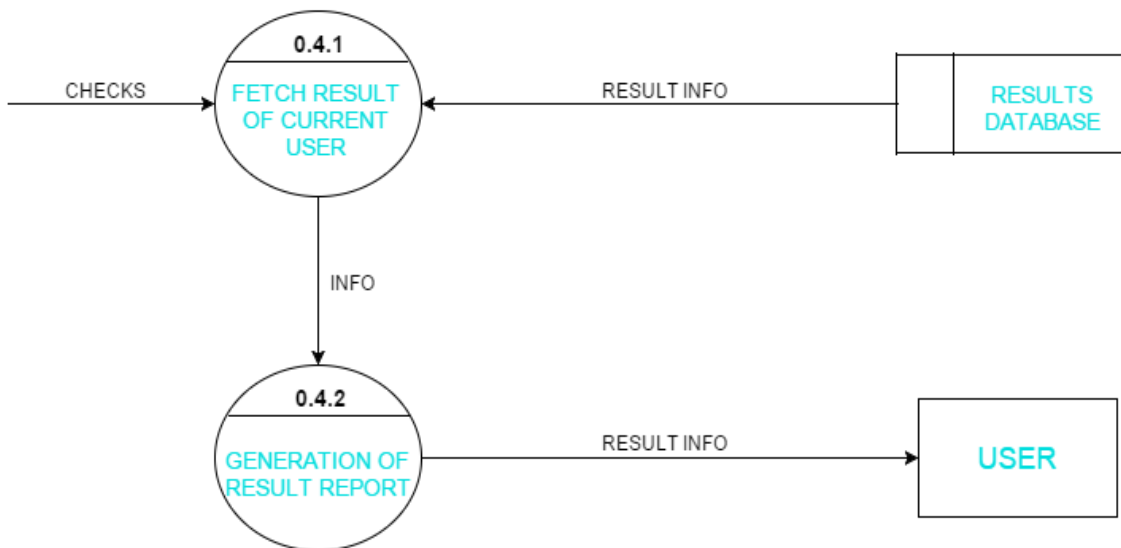 0.4.1
CHECKS
FETCH RESULT
OF CURRENT
USER
RESULT INFO
RESULTS
DATABASE
INFO
0.4.2
GENERATION OF
RESULT REPORT
RESULT INFO
USER